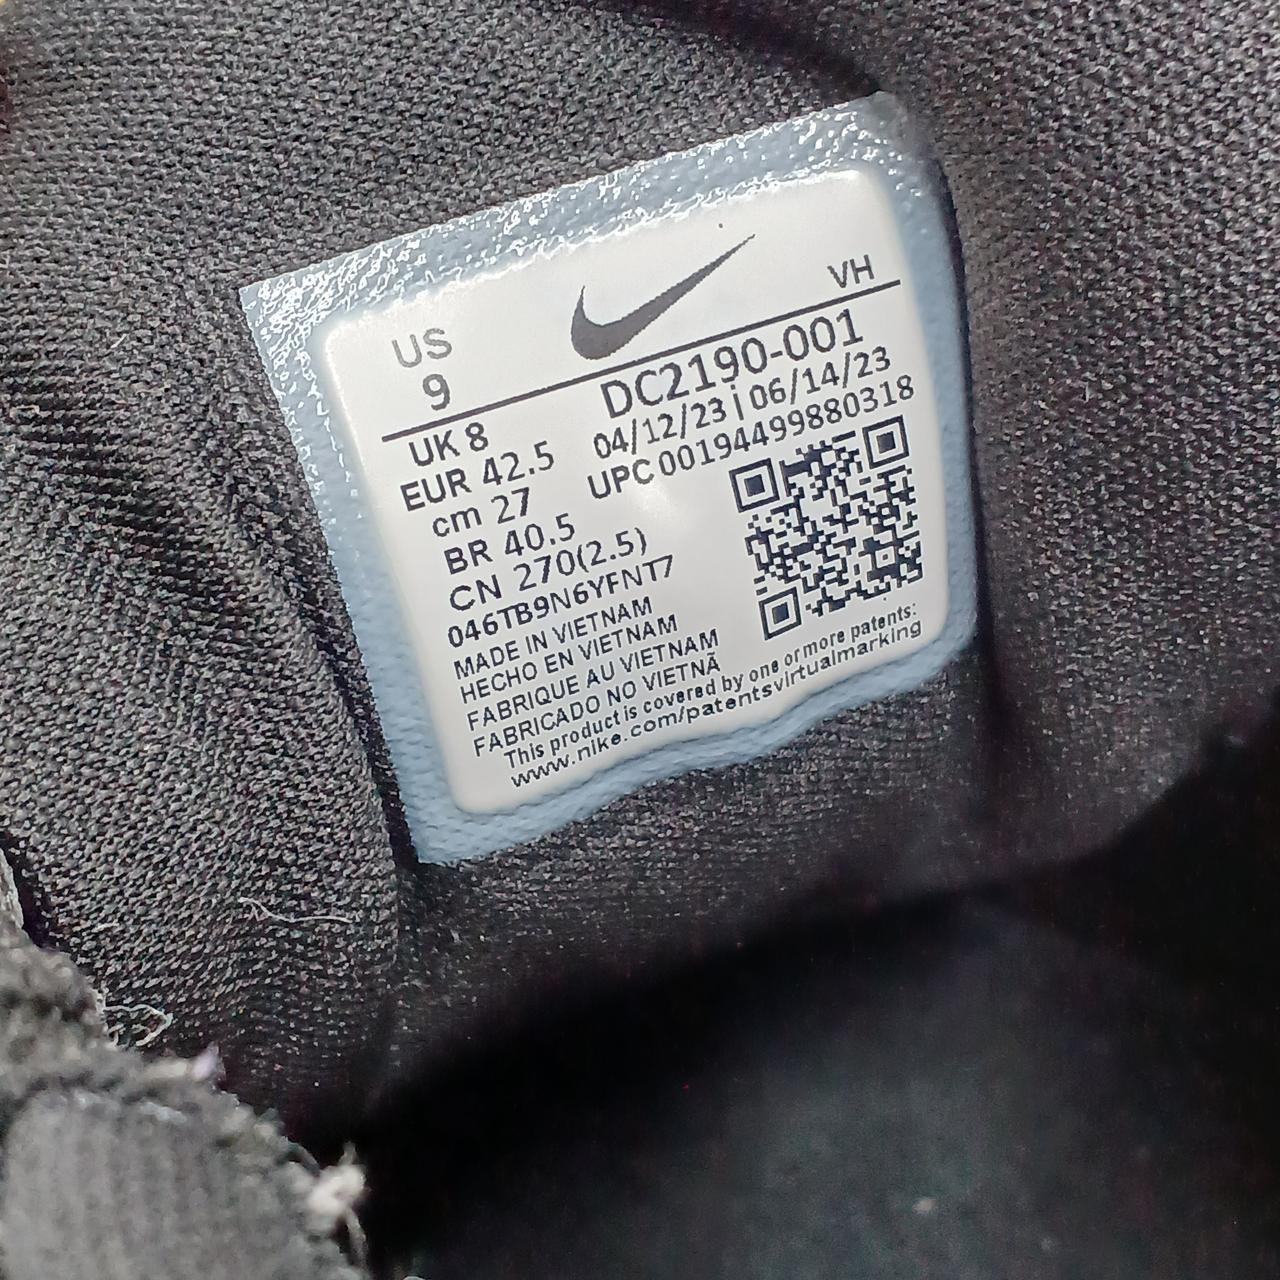 US
9
VH
UK 8
EUR 42.5
cm 27
BR 40.5
CN 270(2.5)
DC2190-001
04/12/23 | 06/14/23
UPC 00194499880318
046TB9N6YFNT7
MADE IN VIETNAM
HECHO EN VIETNAM
FABRIQUE AU VIETNAM
FABRICADO NO VIETNÃ
This product is covered by one or more patents:
www.nike.com/patentsvirtualmarking